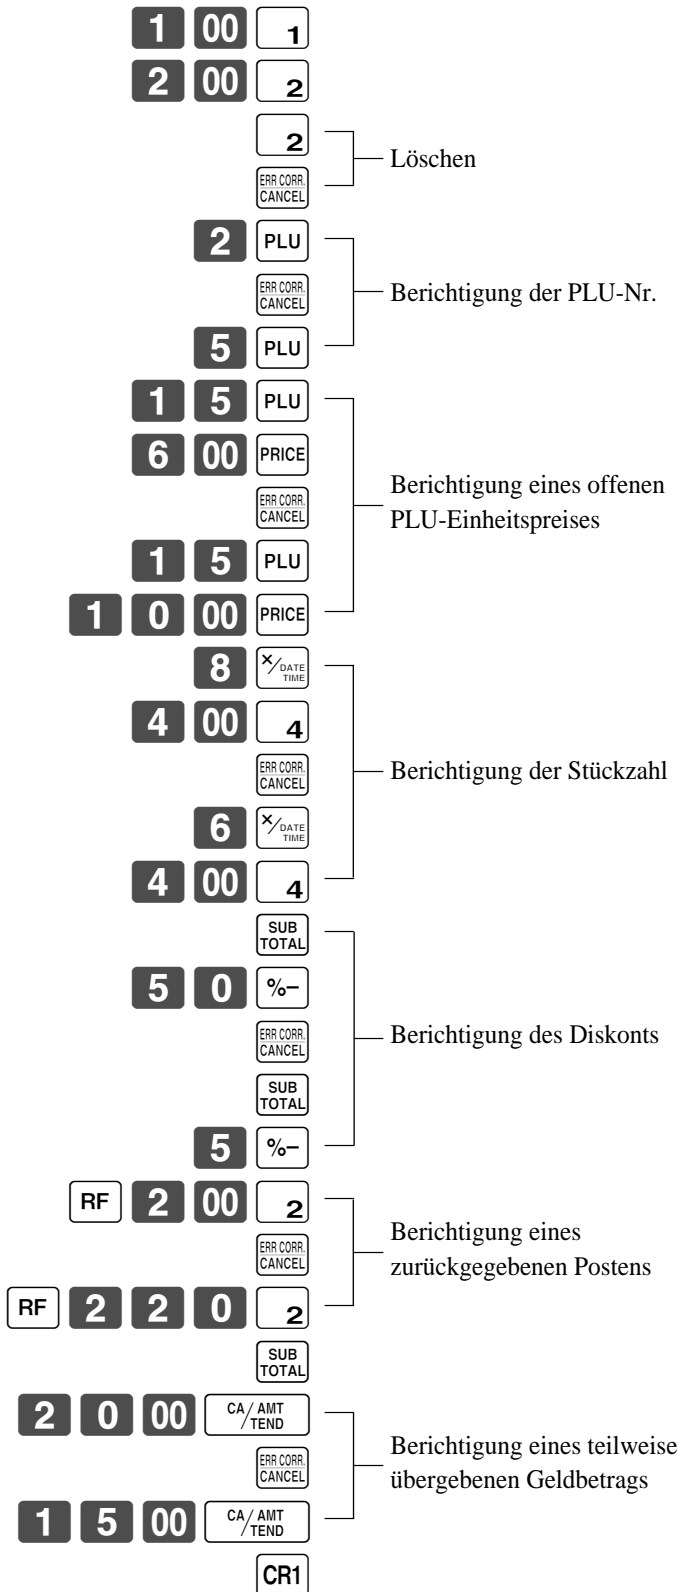 1 00 1
2 00 2
2
Löschen
ERR CORR. CANCEL
2 PLU
ERR CORR. CANCEL
Berichtigung der PLU-Nr.
5 PLU
1 5 PLU
6 00 PRICE
ERR CORR. CANCEL
Berichtigung eines offenen
PLU-Einheitspreises
1 5 PLU
1 0 00 PRICE
8 ×/DATE TIME
4 00 4
ERR CORR. CANCEL
Berichtigung der Stückzahl
6 ×/DATE TIME
4 00 4
SUB TOTAL
5 0 %−
ERR CORR. CANCEL
Berichtigung des Diskonts
SUB TOTAL
5 %−
RF 2 00 2
ERR CORR. CANCEL
Berichtigung eines
zurückgegebenen Postens
RF 2 2 0 2
SUB TOTAL
2 0 00 CA/AMT TEND
ERR CORR. CANCEL
Berichtigung eines teilweise
übergebenen Geldbetrags
1 5 00 CA/AMT TEND
CR1